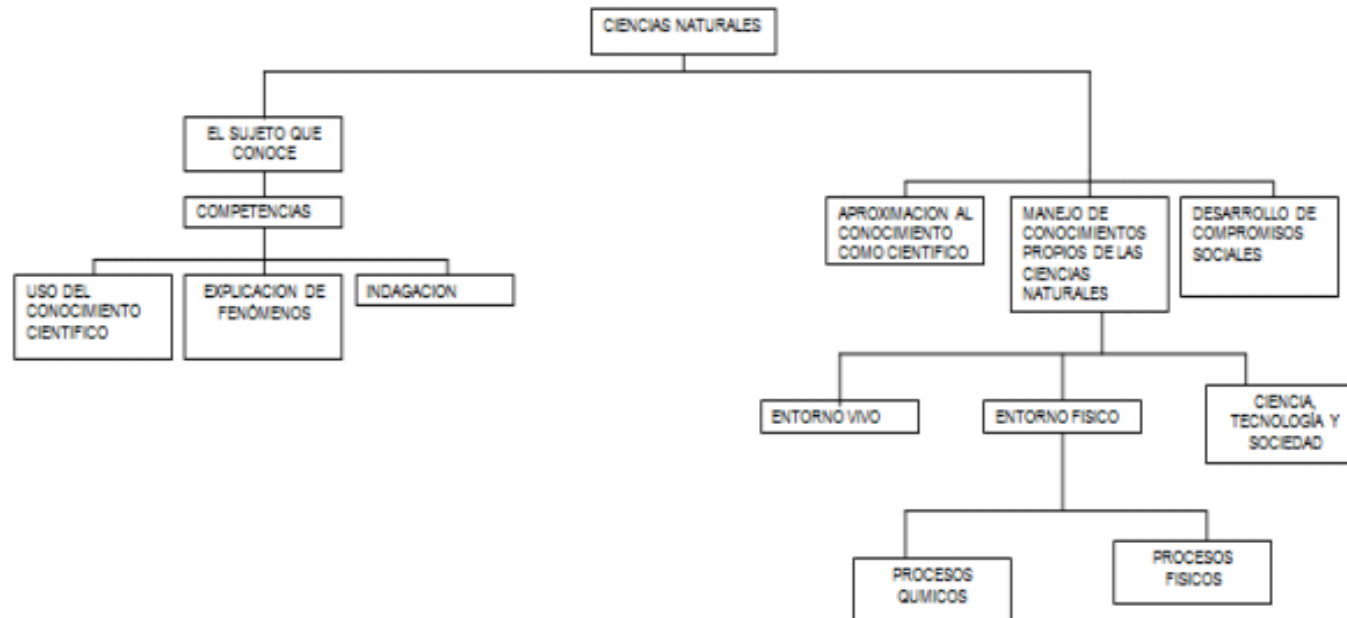 CIENCIAS NATURALES
EL SUJETO QUE
CONOCE
COMPETENCIAS
USO DEL
CONOCIMIENTO
CIENTIFICO
EXPLICACION DE
FENÓMENOS
INDAGACION
APROXIMACION AL
CONOCIMIENTO
COMO CIENTIFICO
MANEJO DE
CONOCIMIENTOS
PROPIOS DE LAS
CIENCIAS
NATURALES
DESARROLLO DE
COMPROMISOS
SOCIALES
ENTORNO VIVO
ENTORNO FISICO
CIENCIA,
TECNOLOGÍA Y
SOCIEDAD
PROCESOS
QUMICOS
PROCESOS
FISICOS